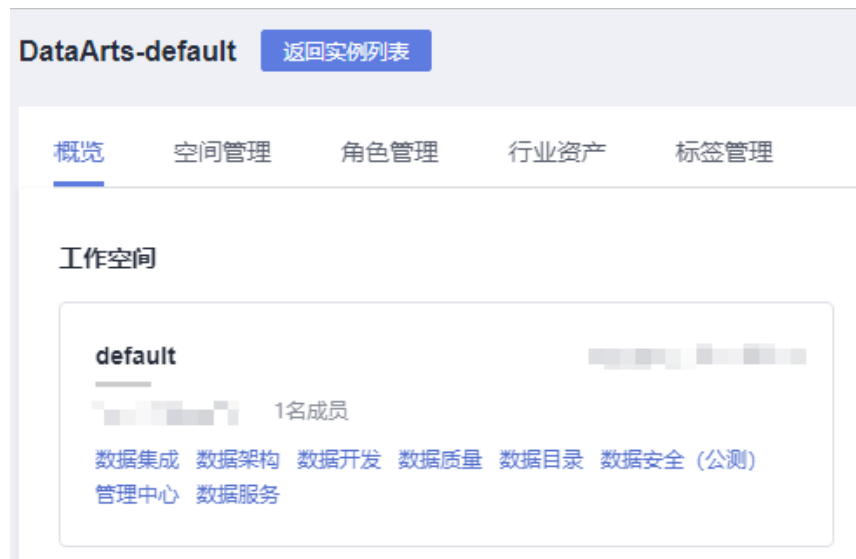 DataArts-default 返回实例列表
概览 空间管理 角色管理 行业资产 标签管理
工作空间
default
1名成员
数据集成 数据架构 数据开发 数据质量 数据目录 数据安全（公测）
管理中心 数据服务